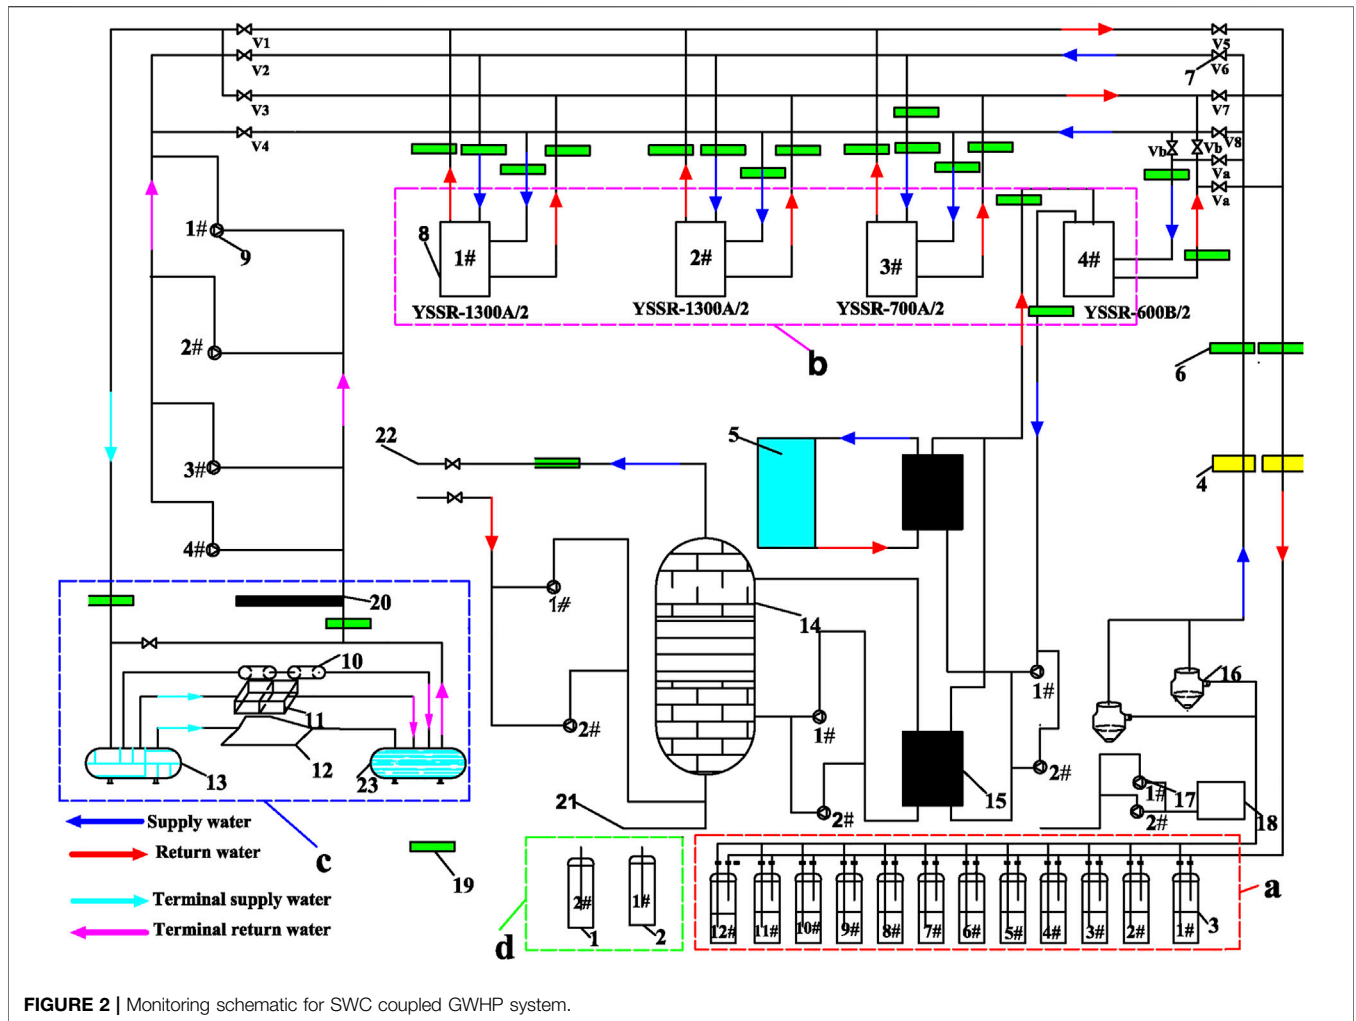 V1
V5
V2
7
V6
V3
V7
V4
Vb
Vb
V8
Va
Va
1#
9
8
1#
2#
3#
4#
YSSR-1300A/2
YSSR-1300A/2
YSSR-700A/2
YSSR-600B/2
2#
b
6
22
5
3#
4
4#
20
1#
14
10
16
1#
11
2#
1#
13
12
23
2#
15
1#
17
18
2#
2#
21
Supply water
c
Return water
19
Terminal supply water
Terminal return water
d
2#
1#
1
2
a
12#
11#
10#
9#
8#
7#
6#
5#
4#
3#
2#
1#
3
FIGURE 2 | Monitoring schematic for SWC coupled GWHP system.